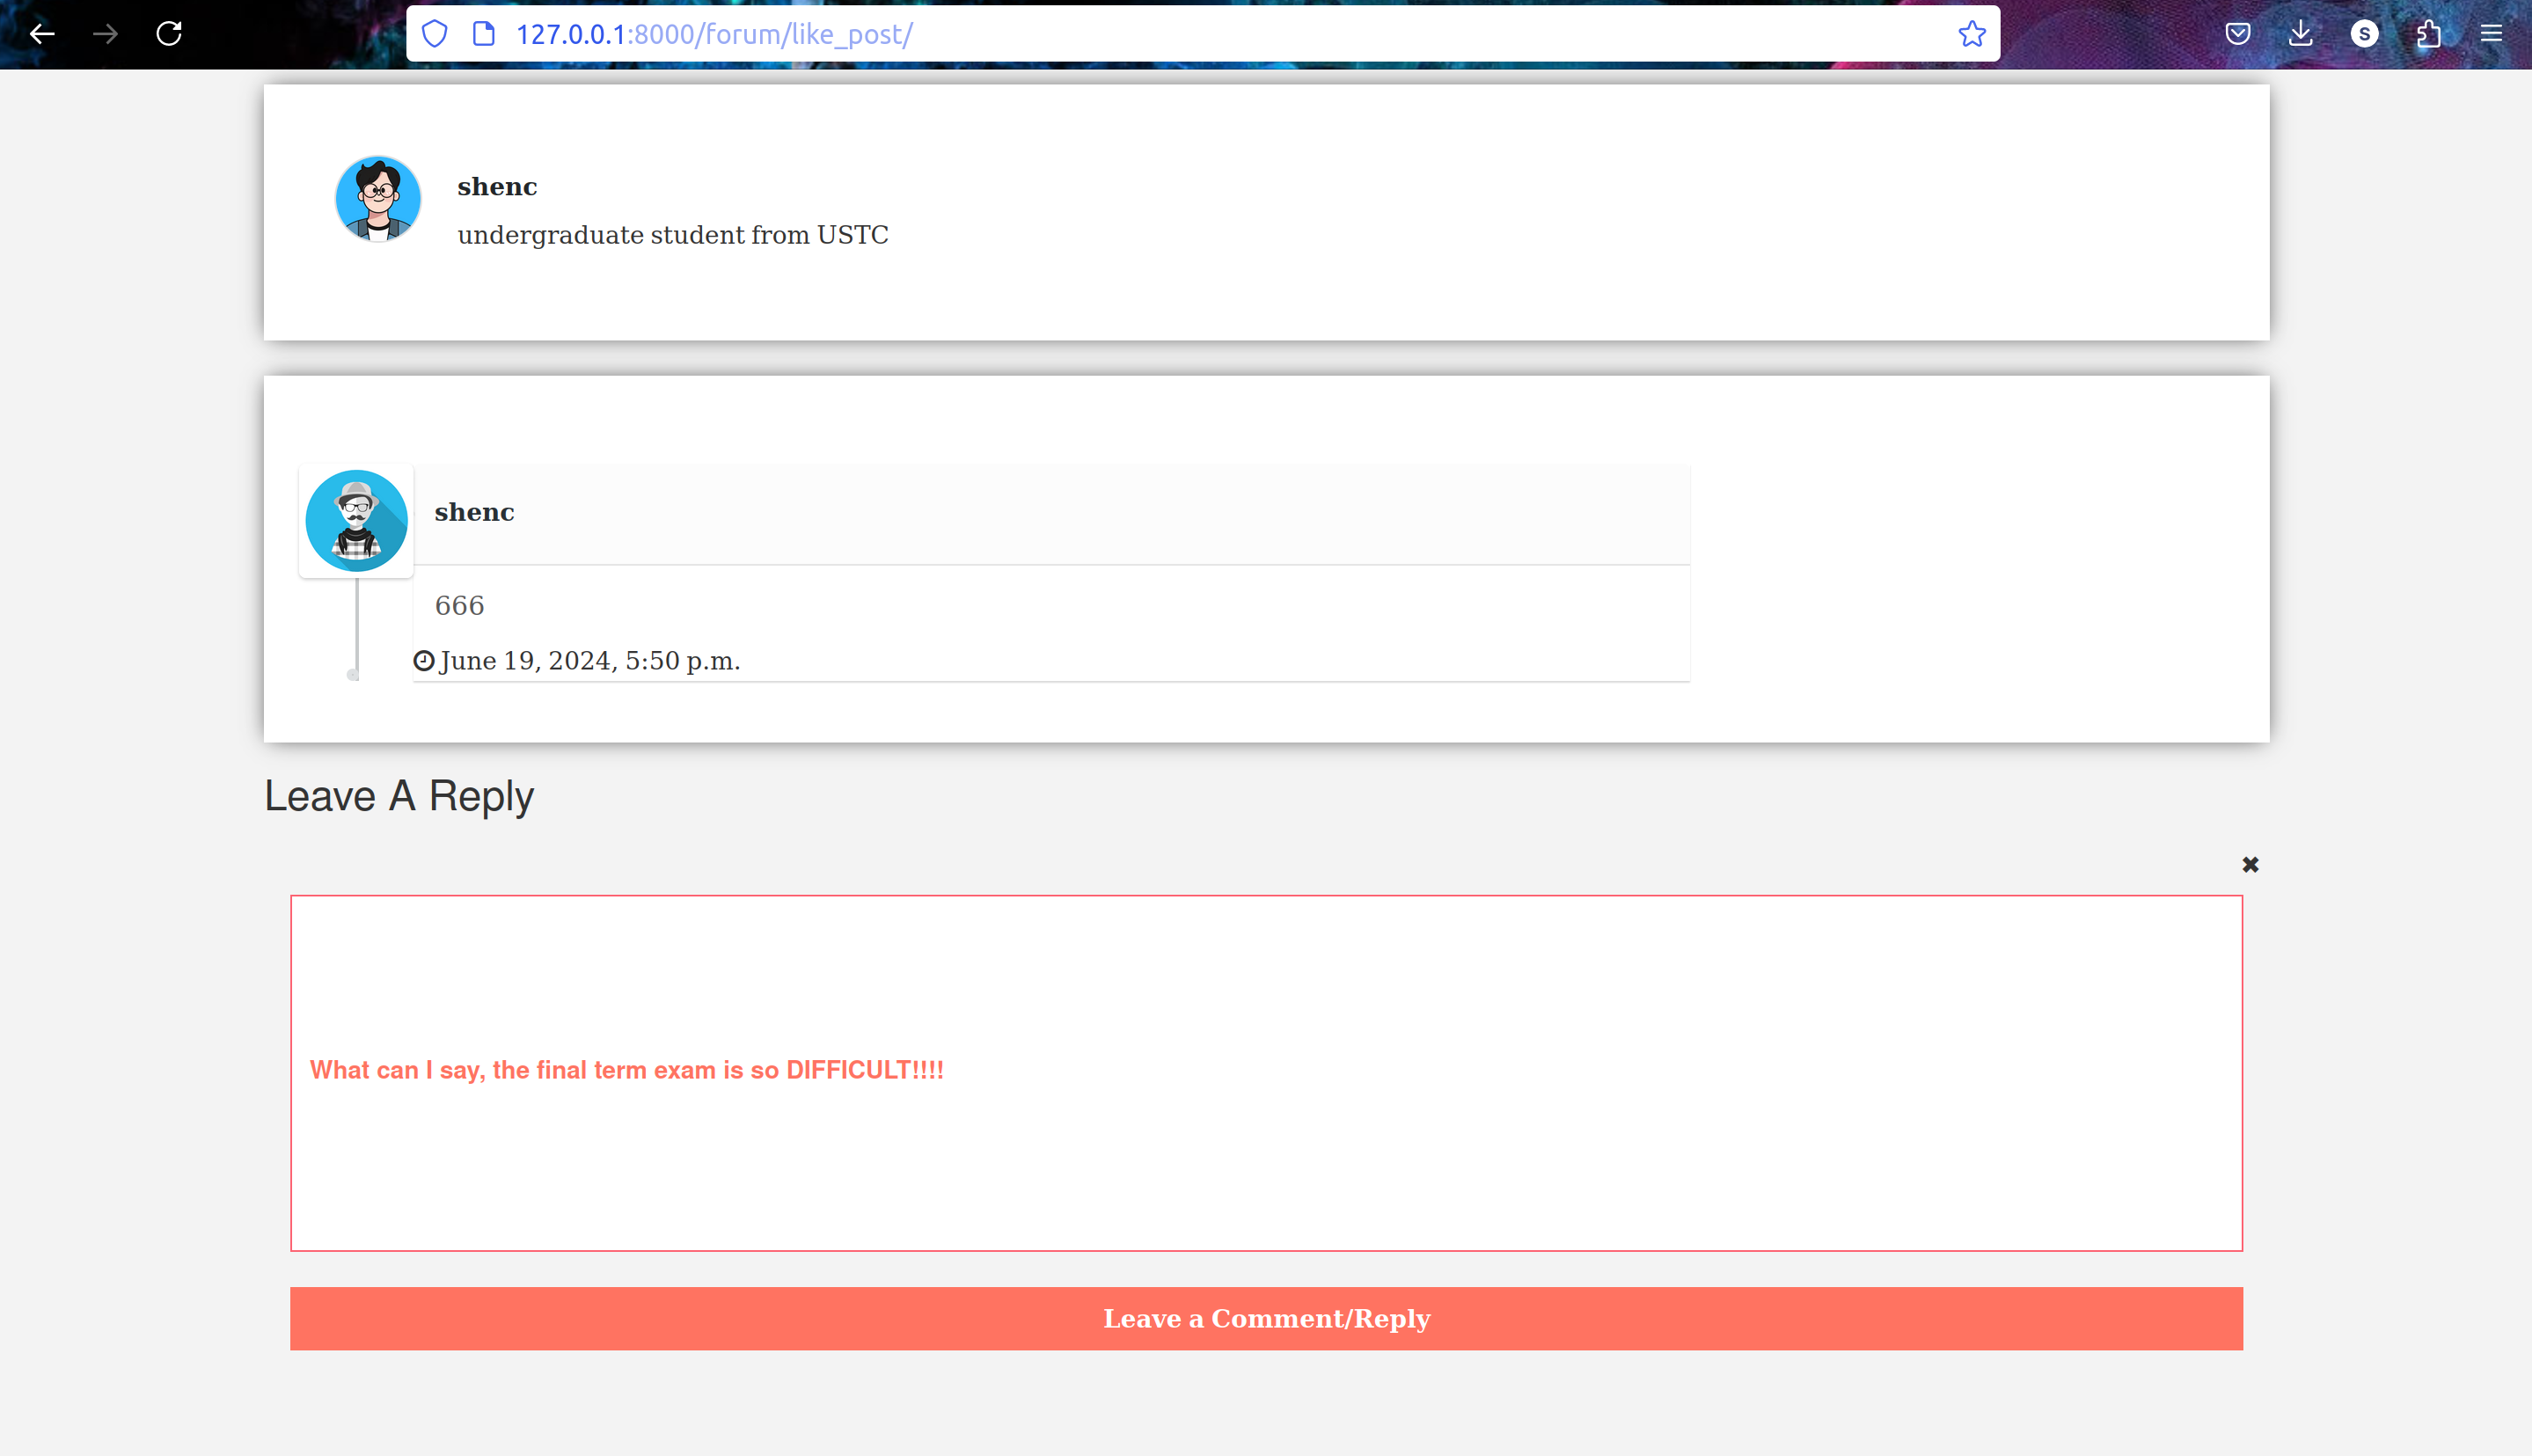 127.0.0.1:8000/forum/like_post/
S
shenc
undergraduate student from USTC
shenc
666
June 19, 2024, 5:50 p.m.
Leave A Reply
What can I say, the final term exam is so DIFFICULT!!!!
Leave a Comment/Reply